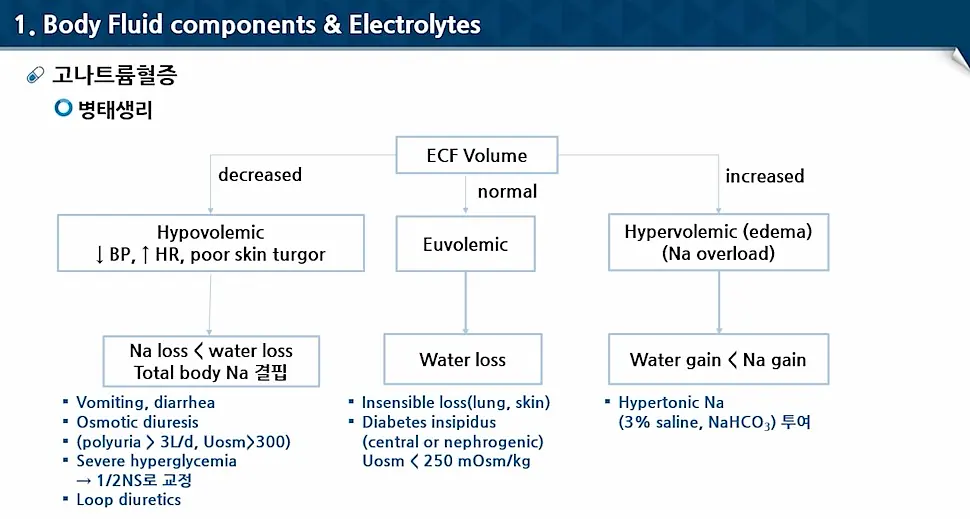 1. Body Fluid components & Electrolytes
고나트륨혈증
병태생리
ECF Volume
decreased
normal
increased
Hypovolemic
↓ BP, ↑ HR, poor skin turgor
Euvolemic
Hypervolemic (edema)
(Na overload)
Na loss < water loss
Total body Na 결핍
Water loss
Water gain < Na gain
▪ Vomiting, diarrhea
▪ Osmotic diuresis
▪ (polyuria > 3L/d, Uosm>300)
▪ Severe hyperglycemia
→ 1/2NS로 교정
▪ Loop diuretics
▪ Insensible loss(lung, skin)
▪ Diabetes insipidus
(central or nephrogenic)
Uosm < 250 mOsm/kg
▪ Hypertonic Na
(3% saline, NaHCO₃) 투여